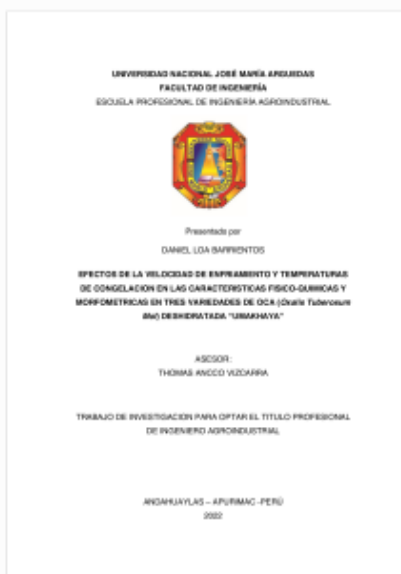 UNIVERSIDAD NACIONAL JOSÉ MARÍA ARGUEDAS
FACULTAD DE INGENIERÍA
ESCUELA PROFESIONAL DE INGENIERÍA AGROINDUSTRIAL
Presentado por
DANIEL LOA BARRIENTOS
EFECTOS DE LA VELOCIDAD DE ENFRIAMIENTO Y TEMPERATURAS
DE CONGELACION EN LAS CARACTERISTICAS FISICO-QUIMICAS Y
MORFOMETRICAS EN TRES VARIEDADES DE OCA (Oxalis Tuberosum
Mol) DESHIDRATADA "UMAKHAYA"
ASESOR:
THOMAS ANCCO VIZCARRA
TRABAJO DE INVESTIGACION PARA OPTAR EL TITULO PROFESIONAL
DE INGENIERO AGROINDUSTRIAL
ANDAHUAYLAS – APURIMAC -PERÚ
2022